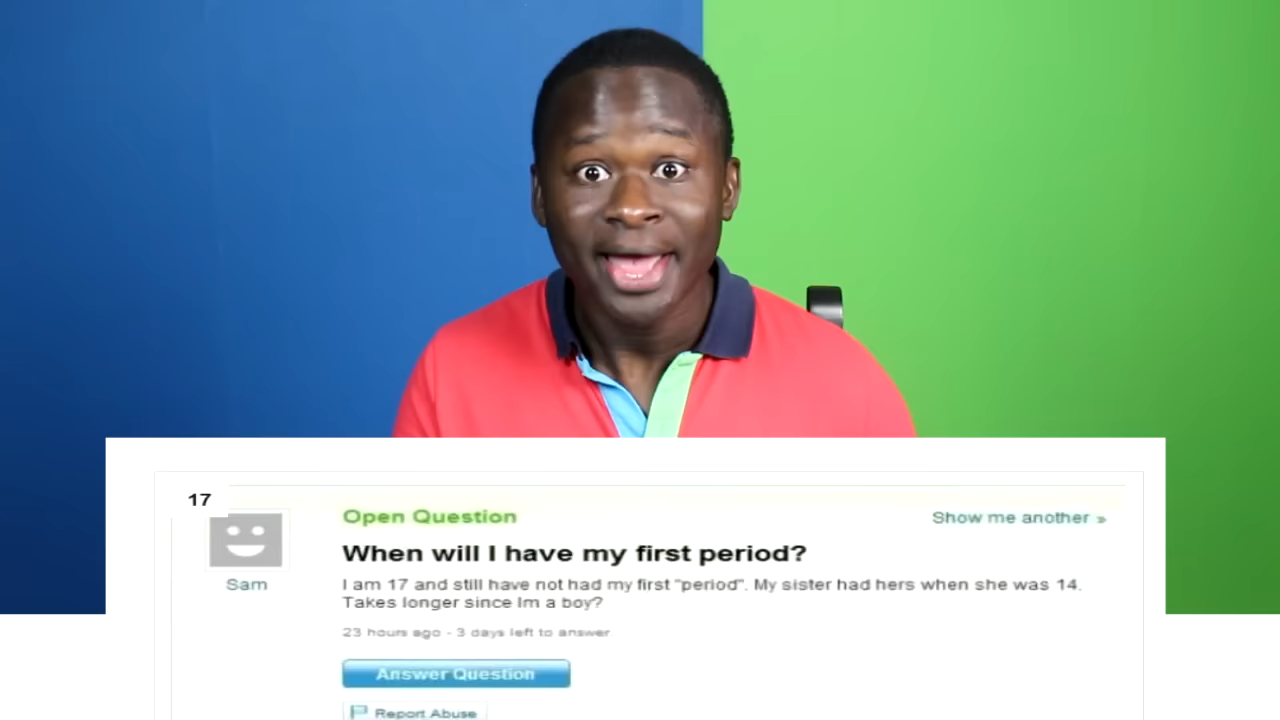 17
Open Question
Show me another »
When will I have my first period?
Sam
I am 17 and still have not had my first "period". My sister had hers when she was 14.
Takes longer since Im a boy?
23 hours ago - 3 days left to answer
Answer Question
Report Abuse